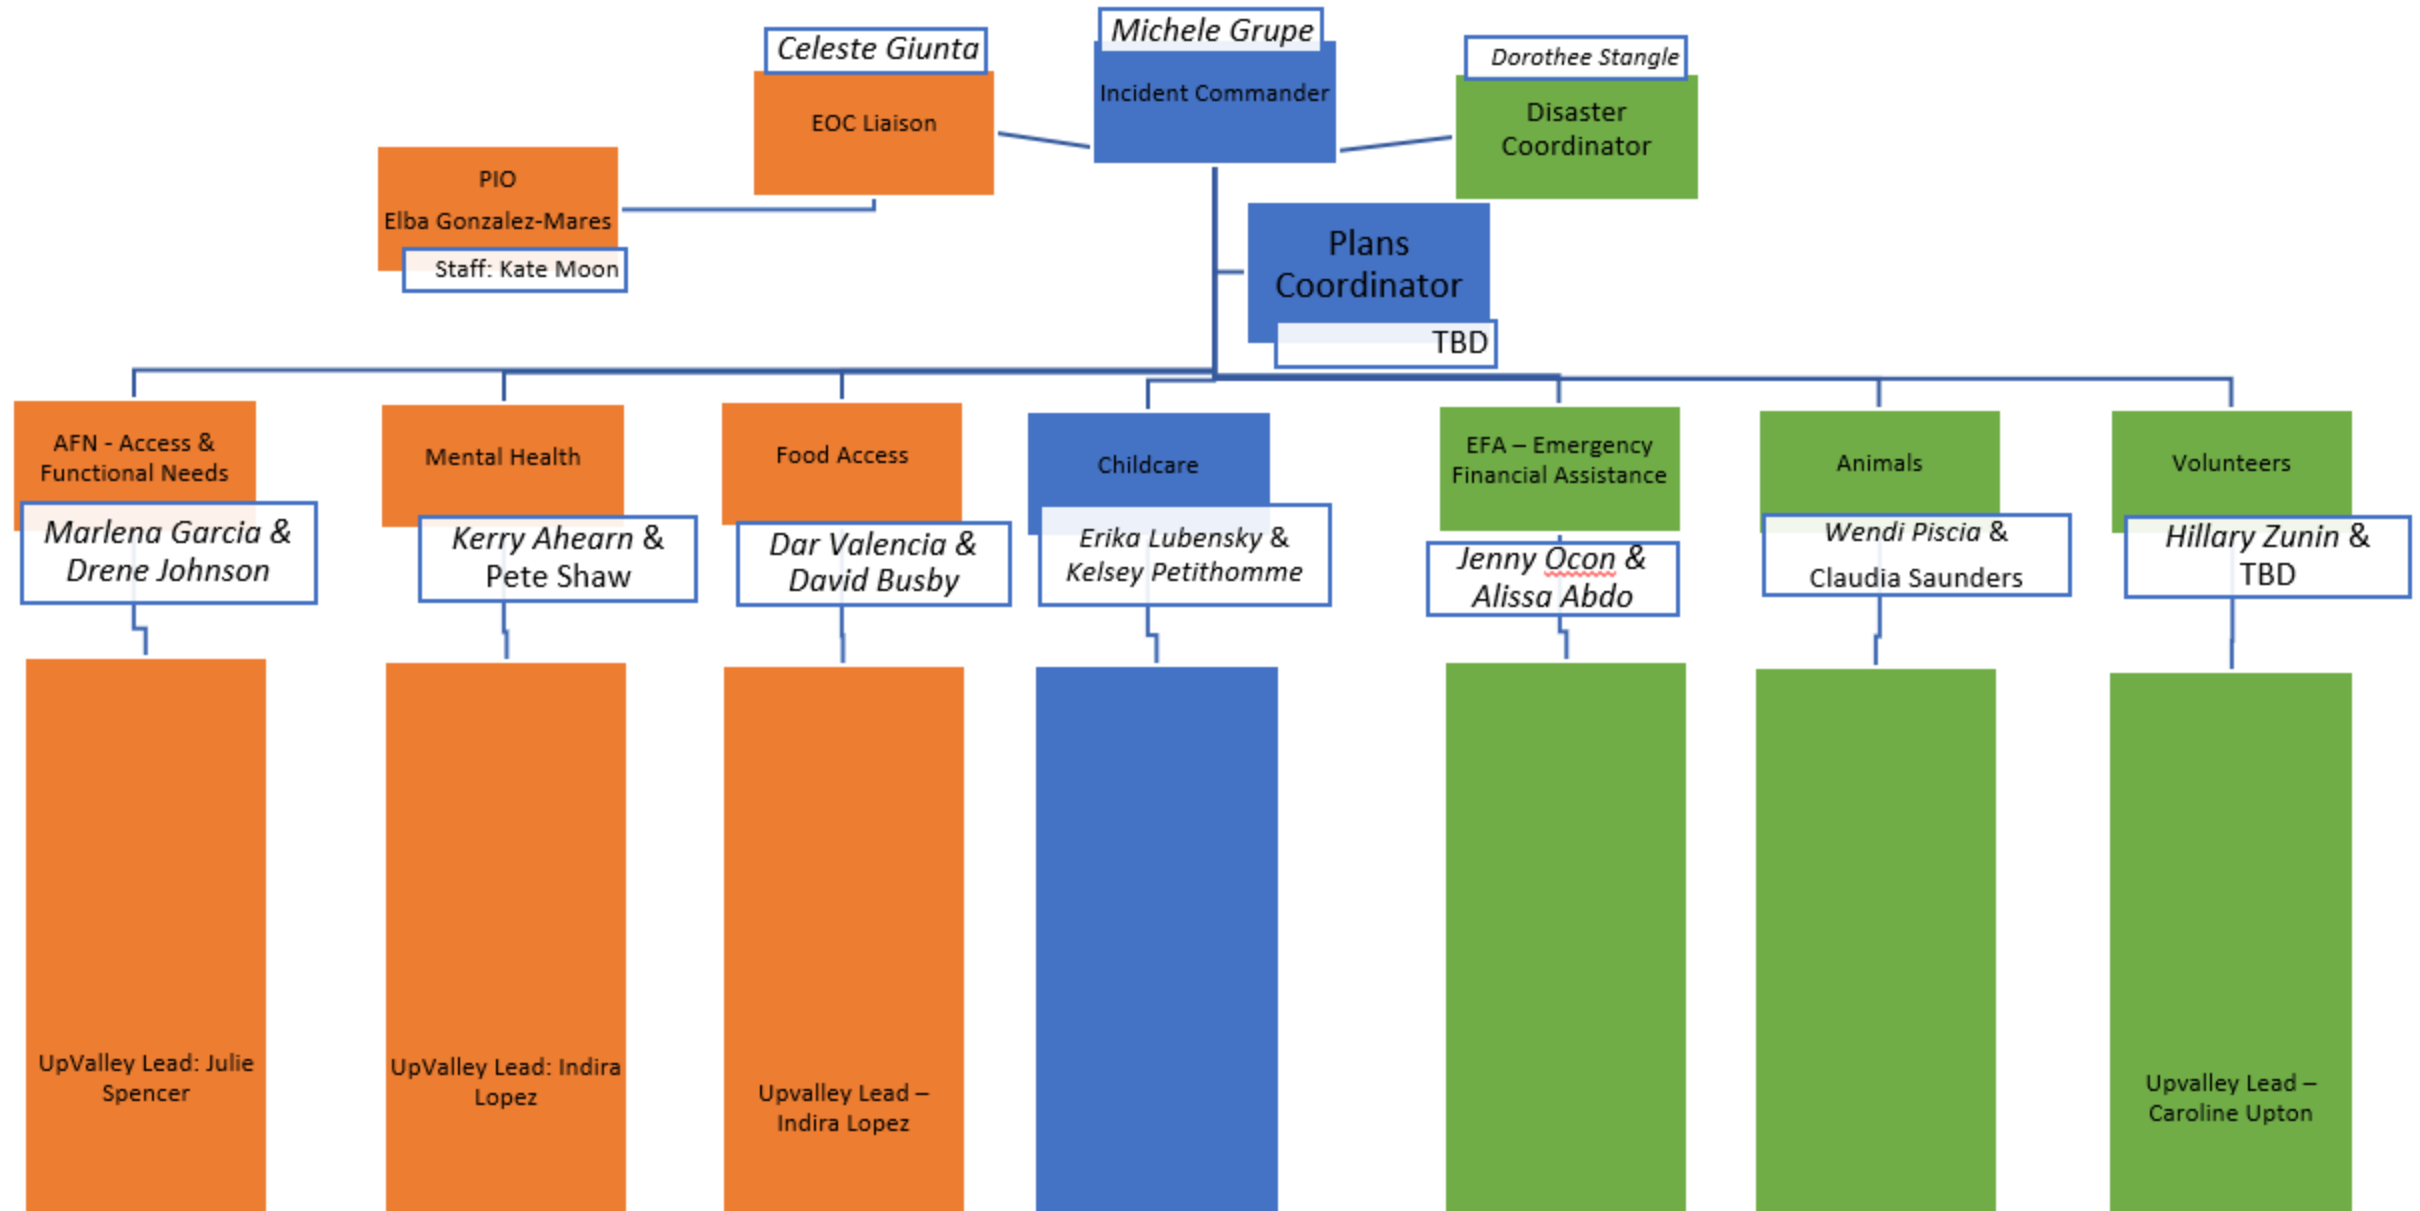 Michele Grupe
Incident Commander
Celeste Giunta
EOC Liaison
Dorothee Stangle
Disaster
Coordinator
PIO
Elba Gonzalez-Mares
Staff: Kate Moon
Plans
Coordinator
TBD
AFN - Access &
Functional Needs
Marlena Garcia &
Drene Johnson
Mental Health
Kerry Ahearn &
Pete Shaw
Food Access
Dar Valencia &
David Busby
Childcare
Erika Lubensky &
Kelsey Petithomme
EFA – Emergency
Financial Assistance
Jenny Ocon &
Alissa Abdo
Animals
Wendi Piscia &
Claudia Saunders
Volunteers
Hillary Zunin &
TBD
UpValley Lead: Julie
Spencer
UpValley Lead: Indira
Lopez
Upvalley Lead –
Indira Lopez
Upvalley Lead –
Caroline Upton